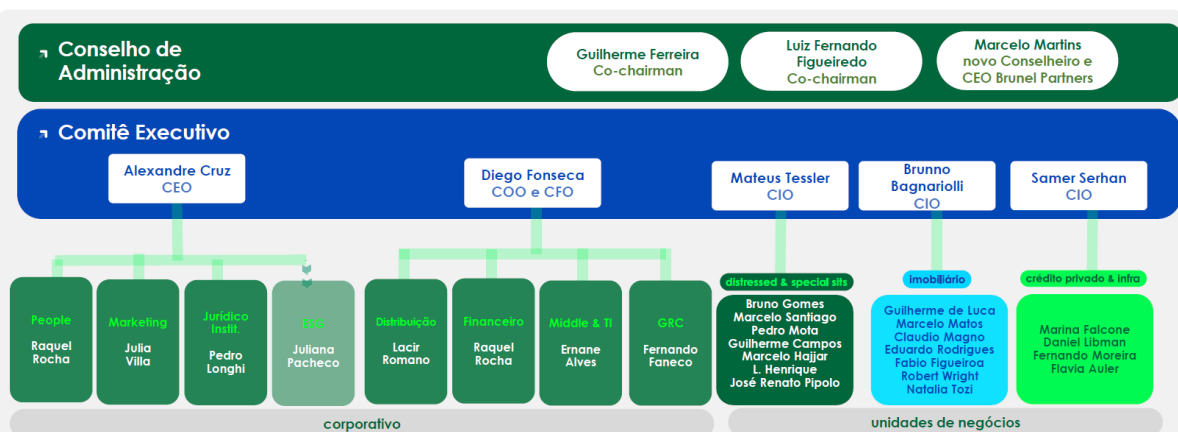 Conselho de
Administração
Guilherme Ferreira
Co-chairman
Luiz Fernando
Figueiredo
Co-chairman
Marcelo Martins
novo Conselheiro e
CEO Brunel Partners
Comitê Executivo
Alexandre Cruz
CEO
Diego Fonseca
COO e CFO
Mateus Tessler
CIO
Brunno
Bagnariolli
CIO
Samer Serhan
CIO
People
Raquel
Rocha
Marketing
Julia
Villa
Jurídico
Instit.
Pedro
Longhi
ESG
Juliana
Pacheco
Distribuição
Lacir
Romano
Financeiro
Raquel
Rocha
Middle & TI
Ernane
Alves
GRC
Fernando
Faneco
distressed & special sits
Bruno Gomes
Marcelo Santiago
Pedro Mota
Guilherme Campos
Marcelo Hajjar
L. Henrique
José Renato Pipolo
imobiliário
Guilherme de Luca
Marcelo Matos
Claudio Magno
Eduardo Rodrigues
Fabio Figueiroa
Robert Wright
Natalia Tozi
crédito privado & infra
Marina Falcone
Daniel Libman
Fernando Moreira
Flavia Auler
corporativo
unidades de negócios